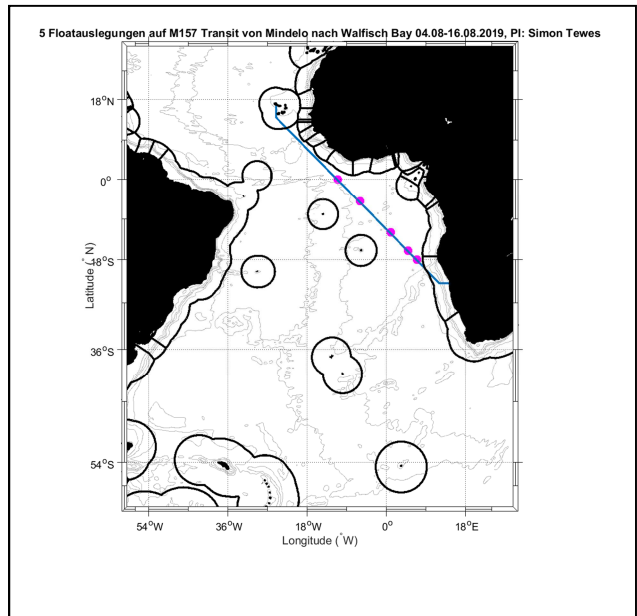 5 Floatauslegungen auf M157 Transit von Mindelo nach Walfisch Bay 04.08-16.08.2019, PI: Simon Tewes
18°N
0°
18°S
36°S
54°S
Latitude (°N)
54°W
36°W
18°W
0°
18°E
Longitude (°W)